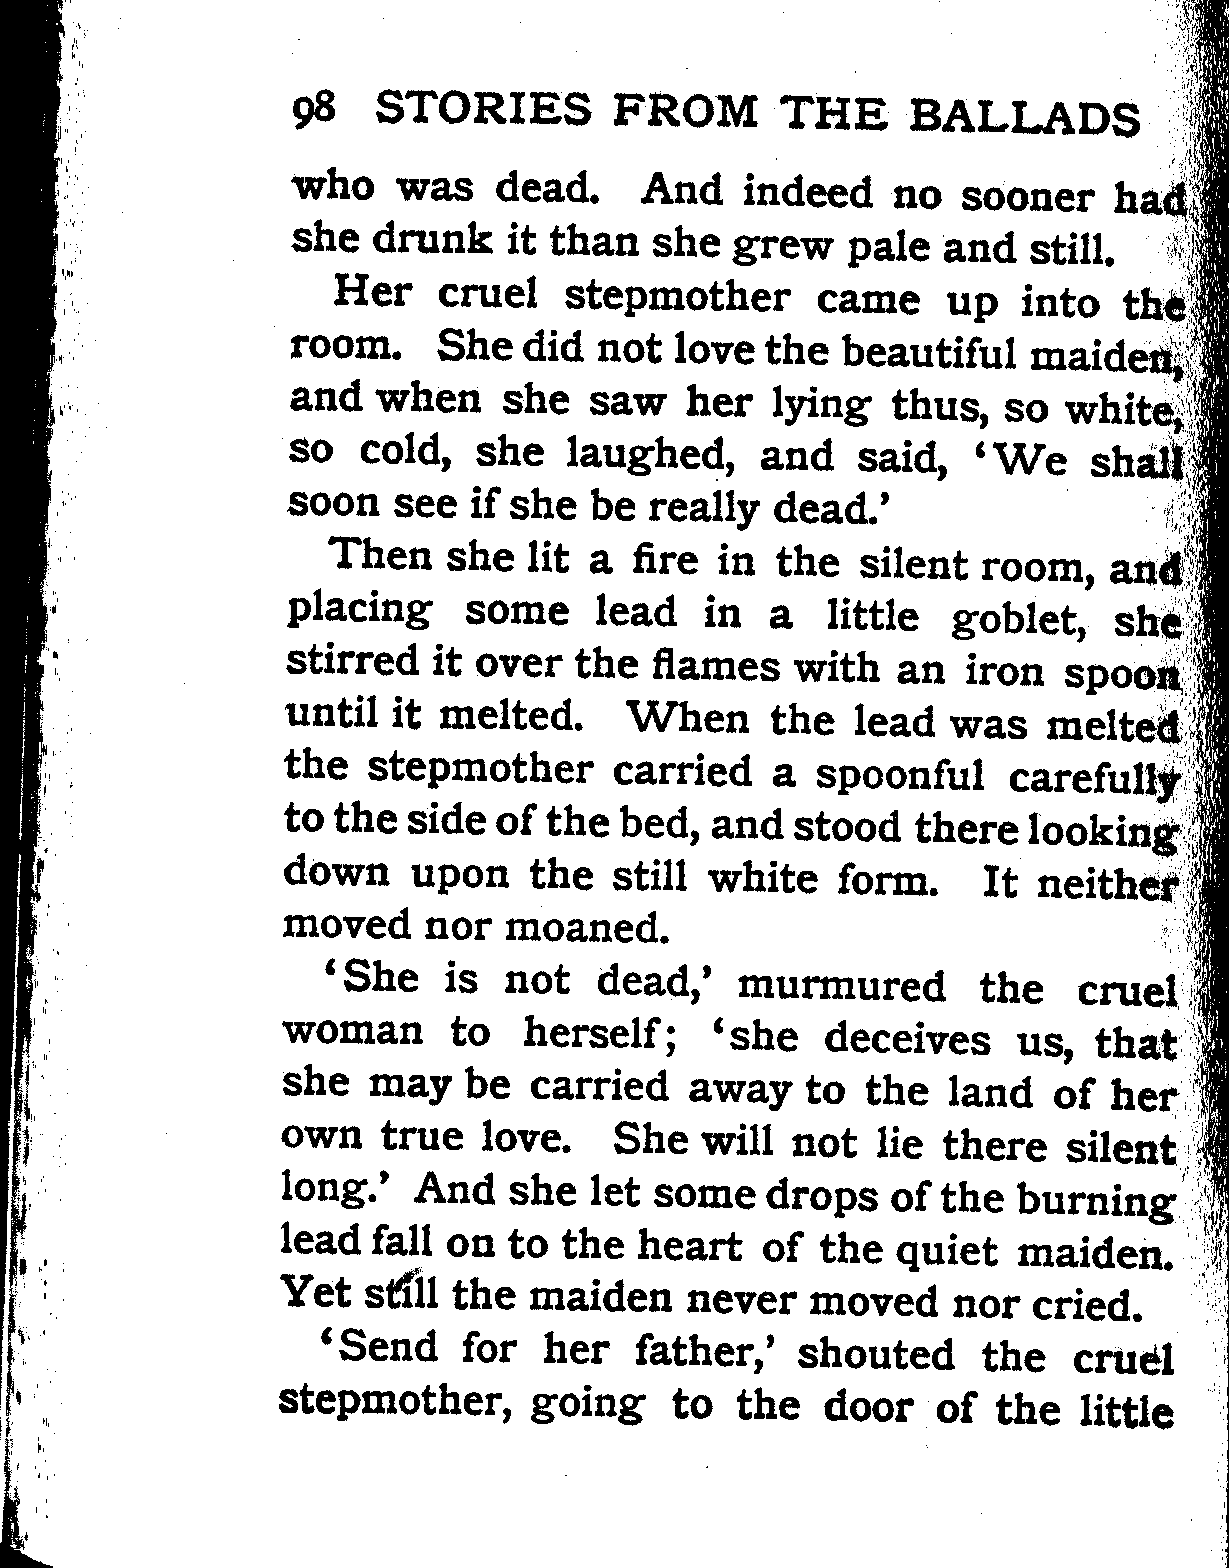 98 STORIES FROM THE BALLADS
who was dead. And indeed no sooner had
she drunk it than she grew pale and still.
Her cruel stepmother came up into the
room. She did not love the beautiful maiden,
and when she saw her lying thus, so white,
so cold, she laughed, and said, ‘We shall
soon see if she be really dead.’
Then she lit a fire in the silent room, and
placing some lead in a little goblet, she
stirred it over the flames with an iron spoon
until it melted. When the lead was melted
the stepmother carried a spoonful carefully
to the side of the bed, and stood there looking
down upon the still white form. It neither
moved nor moaned.
‘She is not dead,’ murmured the cruel
woman to herself; ‘she deceives us, that
she may be carried away to the land of her
own true love. She will not lie there silent
long.’ And she let some drops of the burning
lead fall on to the heart of the quiet maiden.
Yet still the maiden never moved nor cried.
‘Send for her father,’ shouted the cruel
stepmother, going to the door of the little